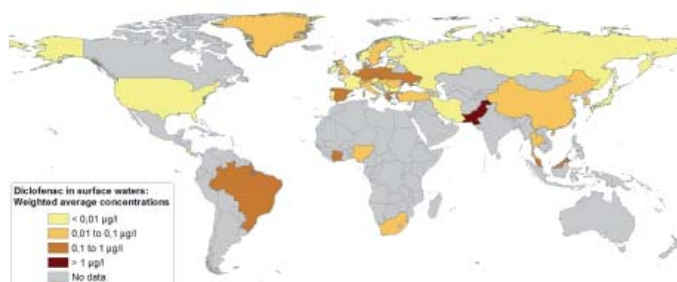 Diclofenac in surface waters:
Weighted average concentrations
< 0,01 µg/l
0,01 to 0,1 µg/l
0,1 to 1 µg/l
> 1 µg/l
No data